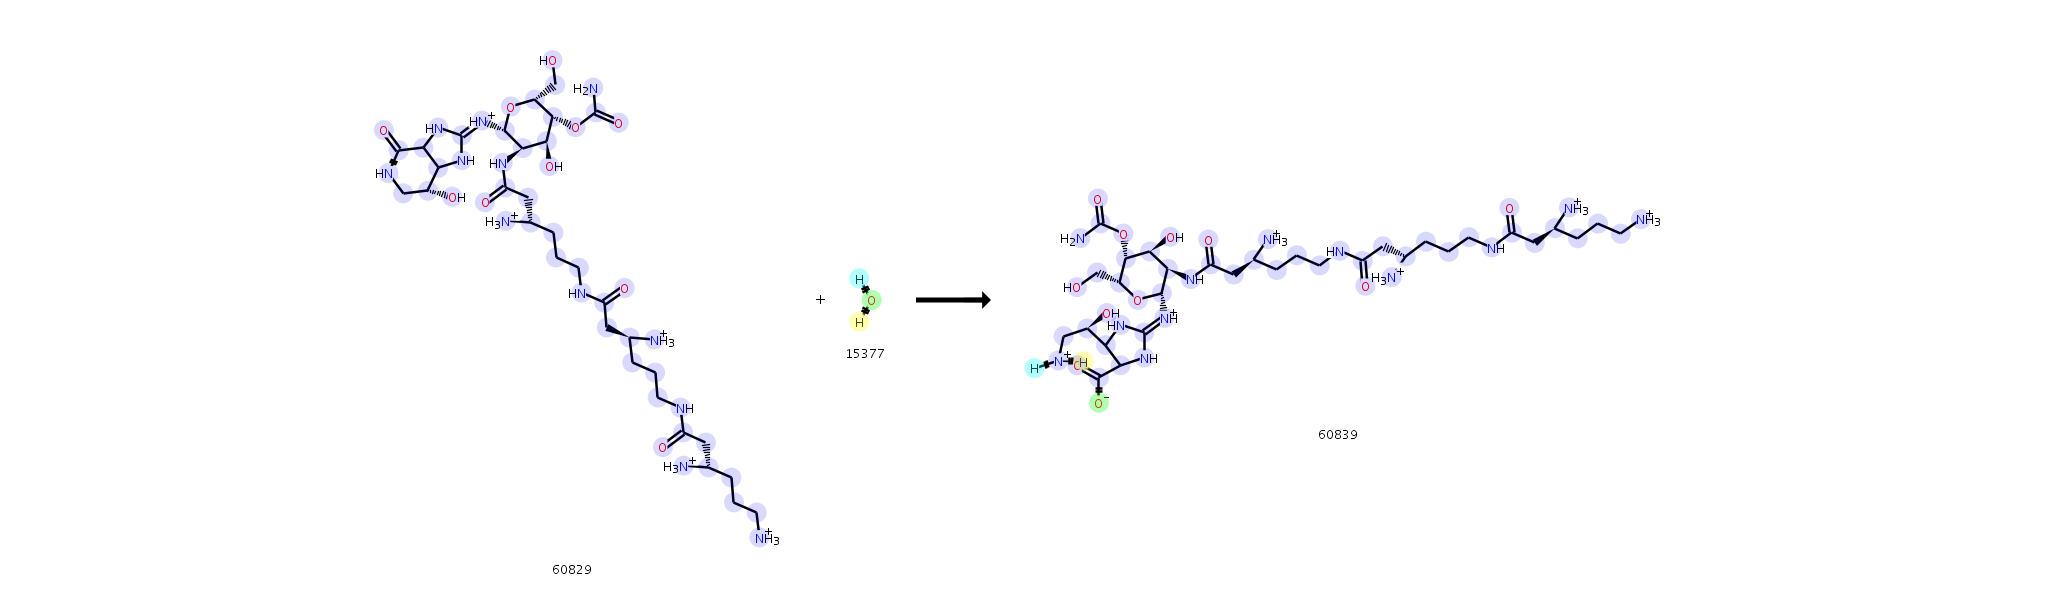 HO
H₂N
O
O
HN+
O
O
HN
O
HN
NH
HN
OH
OH
O
H₃N+
HN
O
NH₃+
NH
O
H₃N+
NH₃+
60829
+
H
O
H
15377
O
O
H₂N
OH
O
NH₃+
HN
O
NH₃+
NH₃+
NH
O
H₃N+
HO
O
NH
O
OH
HN
NH+
NH
H
N+
H
O
O-
60839